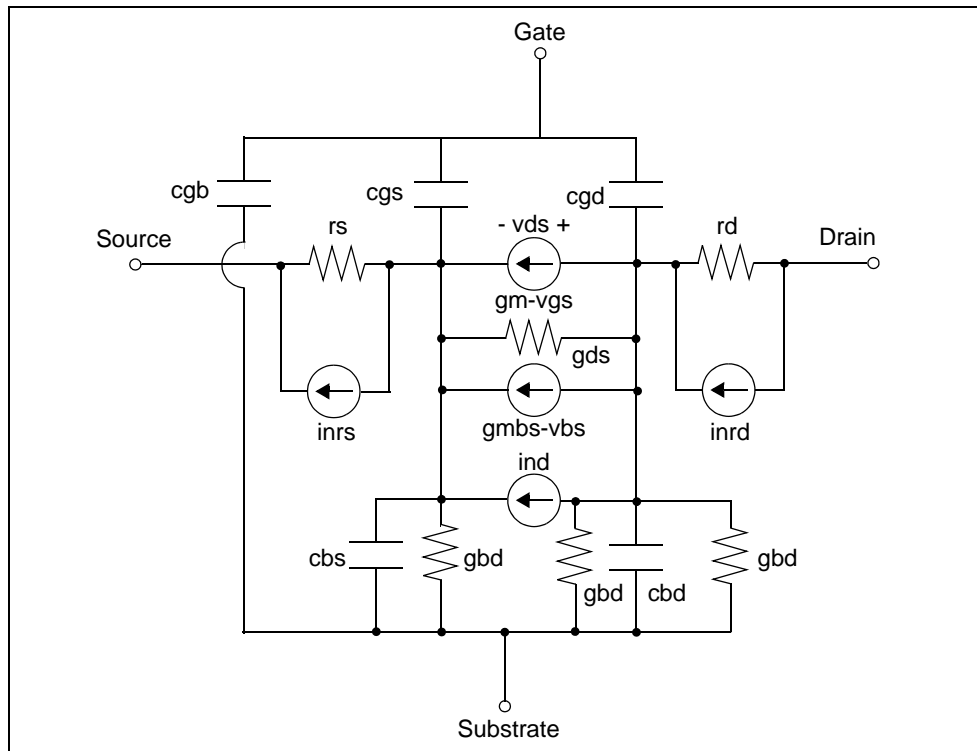 Gate
cgb
cgs
cgd
rs
- vds +
rd
Source
Drain
gm-vgs
gds
inrs
gmbs-vbs
inrd
ind
cbs
gbd
gbd
cbd
gbd
Substrate